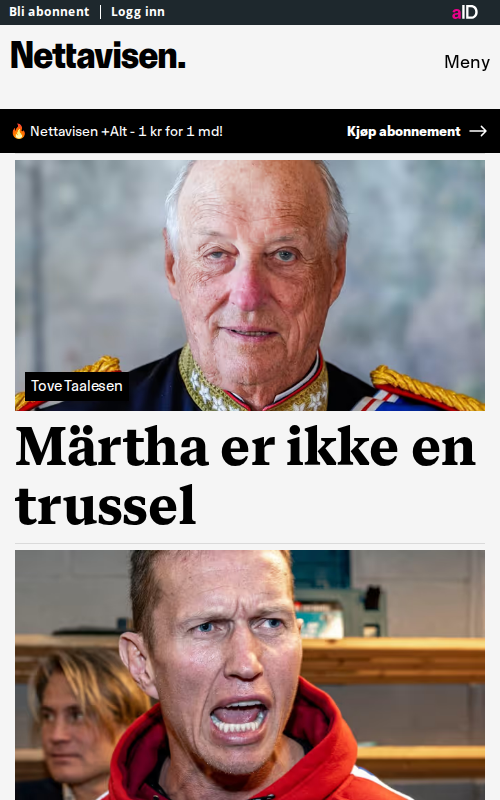 Bli abonnent | Logg inn
aID
Nettavisen.
Meny
🔥 Nettavisen +Alt - 1 kr for 1 md!
Kjøp abonnement →
Tove Taalesen
Märtha er ikke en
trussel